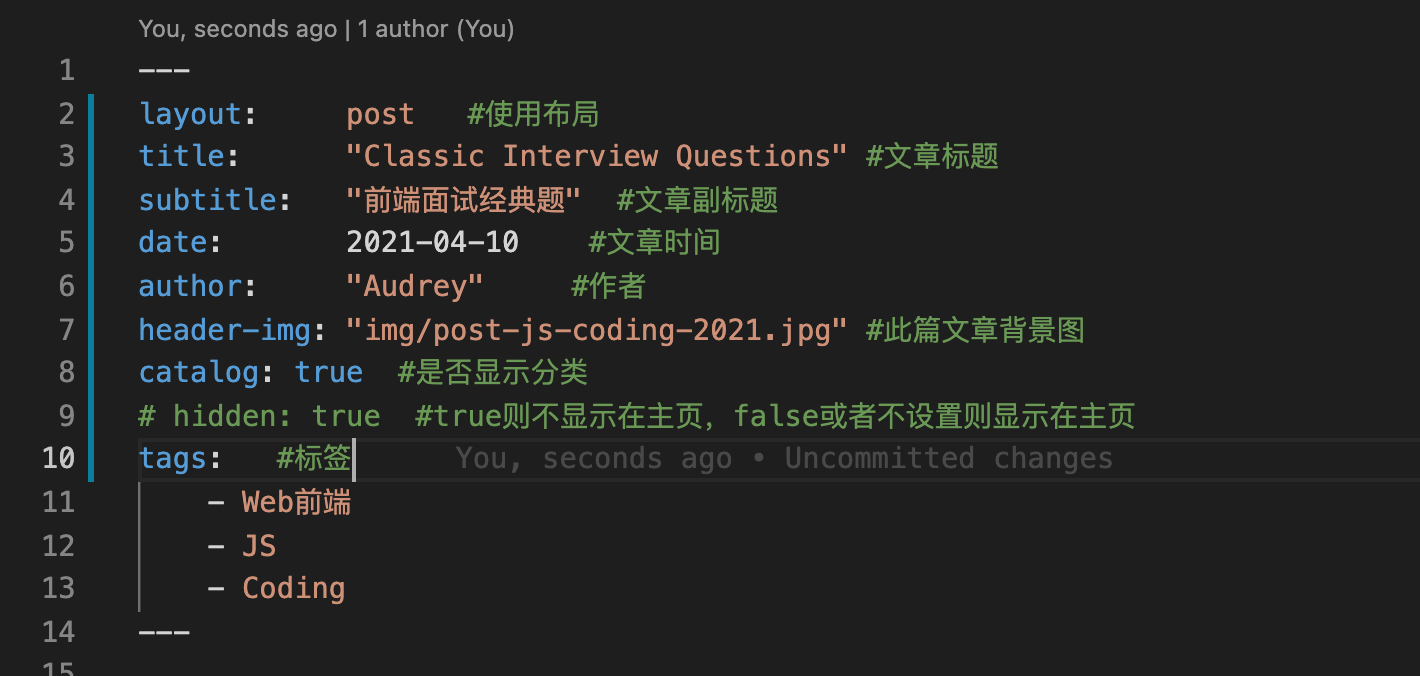 You, seconds ago | 1 author (You)
1 ---
2 layout:     post   #使用布局
3 title:      "Classic Interview Questions" #文章标题
4 subtitle:   "前端面试经典题"  #文章副标题
5 date:       2021-04-10    #文章时间
6 author:     "Audrey"     #作者
7 header-img: "img/post-js-coding-2021.jpg" #此篇文章背景图
8 catalog: true  #是否显示分类
9 # hidden: true  #true则不显示在主页，false或者不设置则显示在主页
10 tags:   #标签      You, seconds ago • Uncommitted changes
11     - Web前端
12     - JS
13     - Coding
14 ---
15